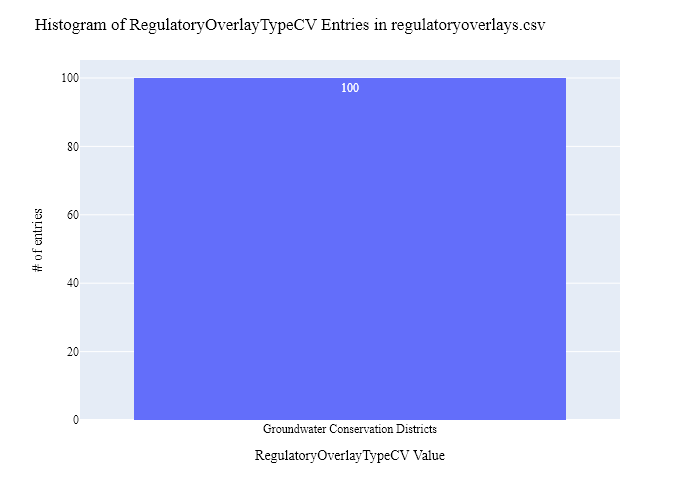 Histogram of RegulatoryOverlayTypeCV Entries in regulatoryoverlays.csv
100
100
80
60
40
20
0
# of entries
Groundwater Conservation Districts
RegulatoryOverlayTypeCV Value